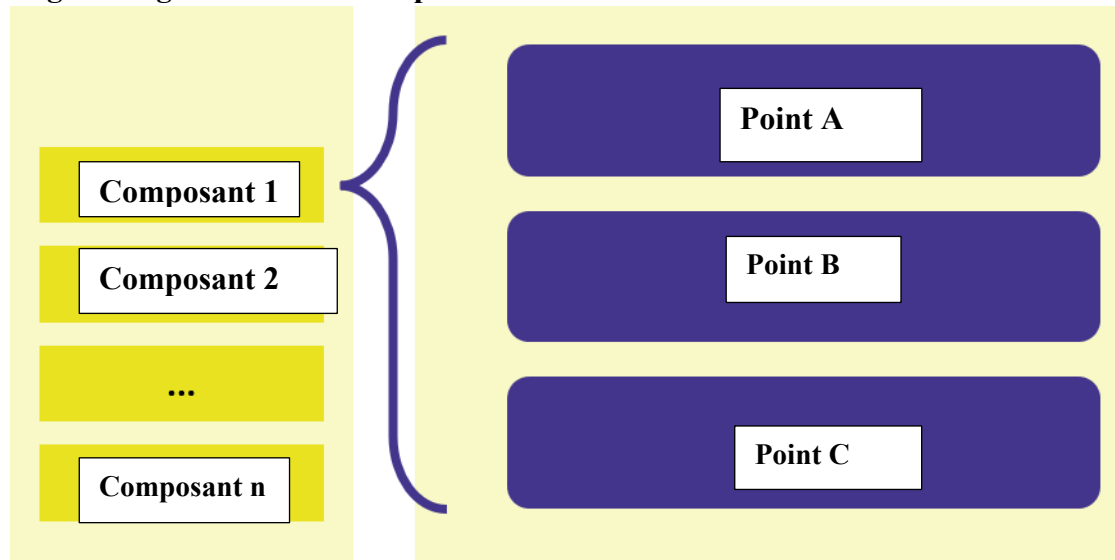 Composant 1
Composant 2
...
Composant n
Point A
Point B
Point C